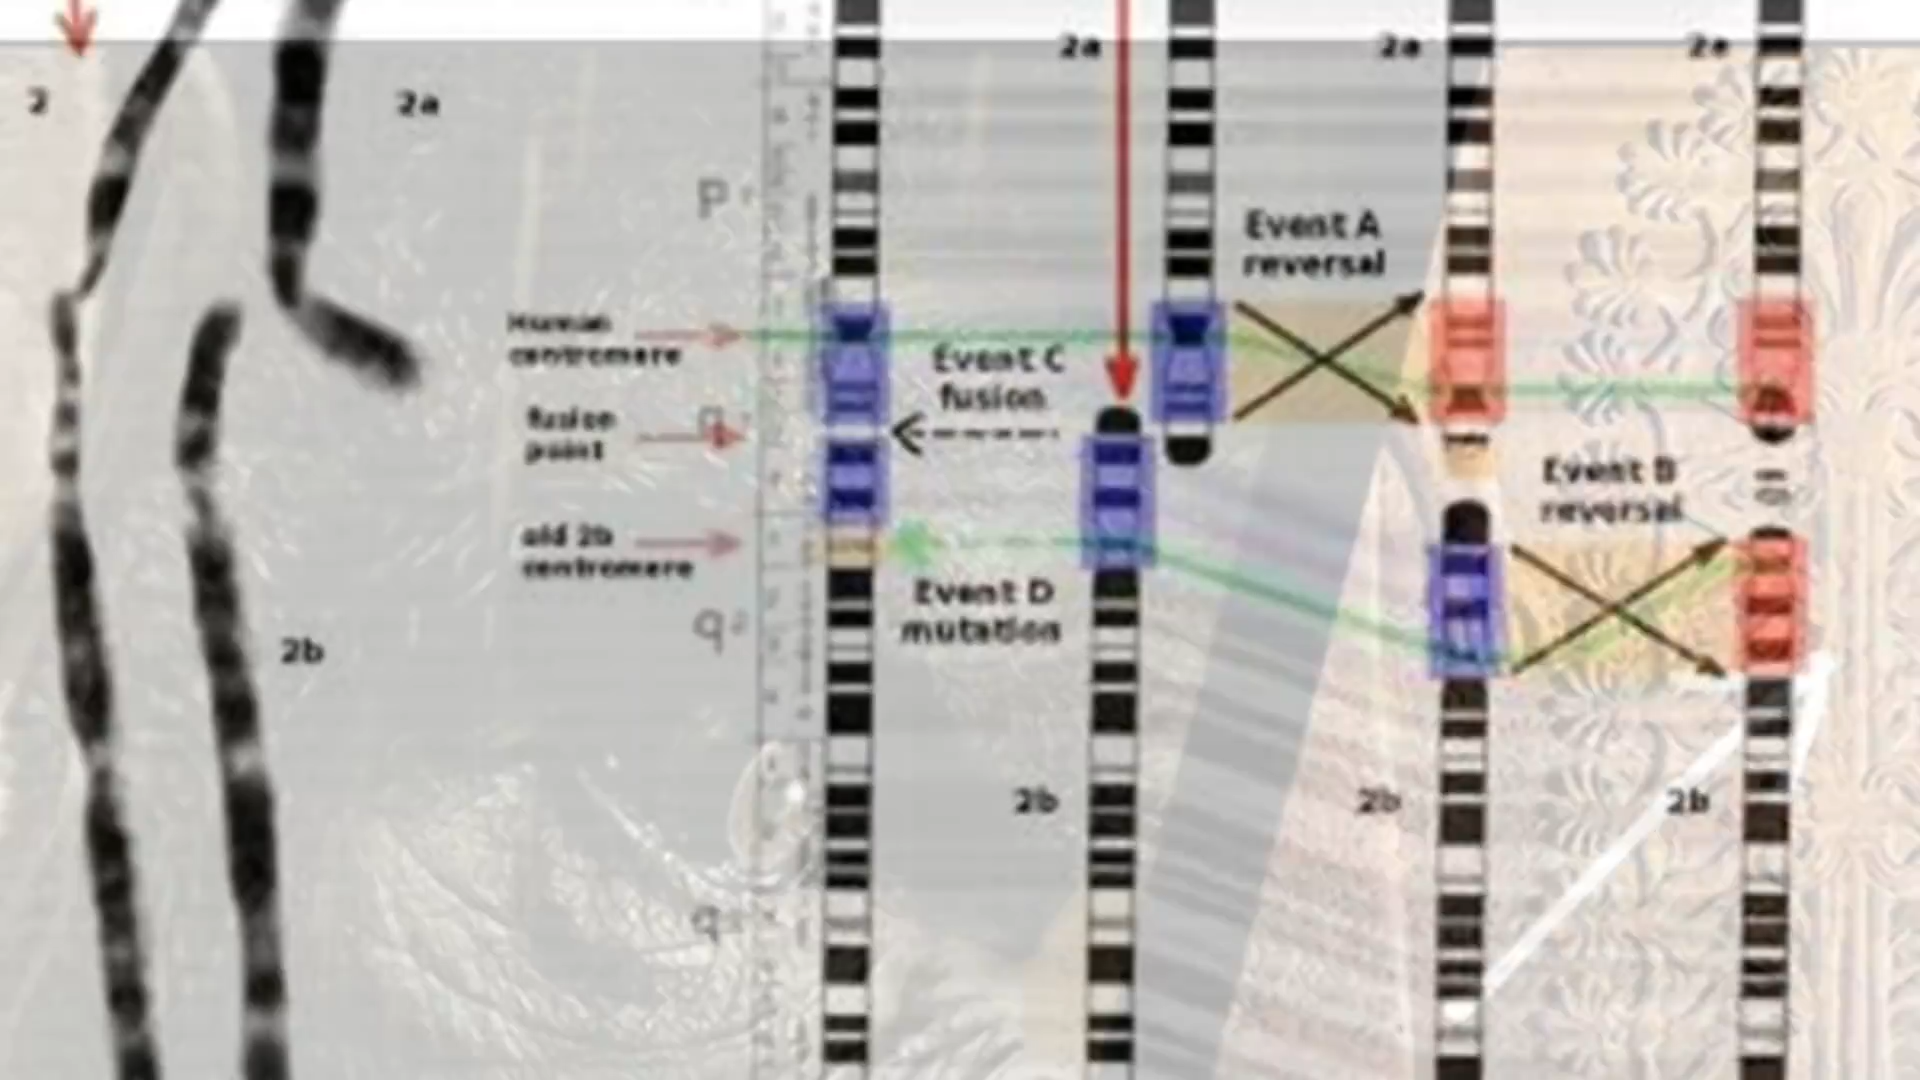 2a
2a
2a
2
2a
p
Event A
reversal
Human
centromere
Event C
fusion
fusion
point
q
Event B
reversal
old 2b
centromere
Event D
mutation
q
2b
2b
2b
2b
q